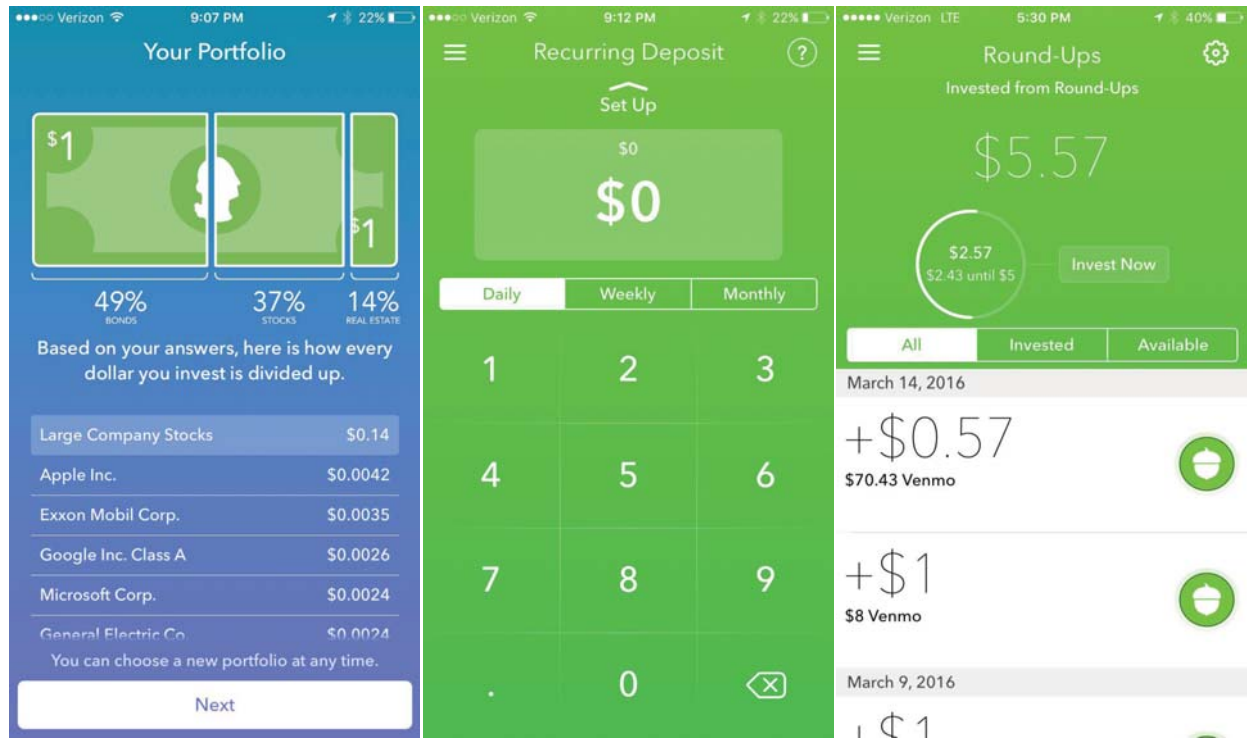 Verizon 9:07 PM 22%
Your Portfolio
$1
$1
49% 37% 14%
BONDS STOCKS REAL ESTATE
Based on your answers, here is how every
dollar you invest is divided up.
Large Company Stocks $0.14
Apple Inc. $0.0042
Exxon Mobil Corp. $0.0035
Google Inc. Class A $0.0026
Microsoft Corp. $0.0024
General Electric Co $0.0024
You can choose a new portfolio at any time.
Next
Verizon 9:12 PM 22%
Recurring Deposit ?
Set Up
$0
$0
Daily Weekly Monthly
1 2 3
4 5 6
7 8 9
. 0
Verizon LTE 5:30 PM 40%
Round-Ups
Invested from Round-Ups
$5.57
$2.57
$2.43 until $5
Invest Now
All Invested Available
March 14, 2016
+$0.57
$70.43 Venmo
+$1
$8 Venmo
March 9, 2016
+$1